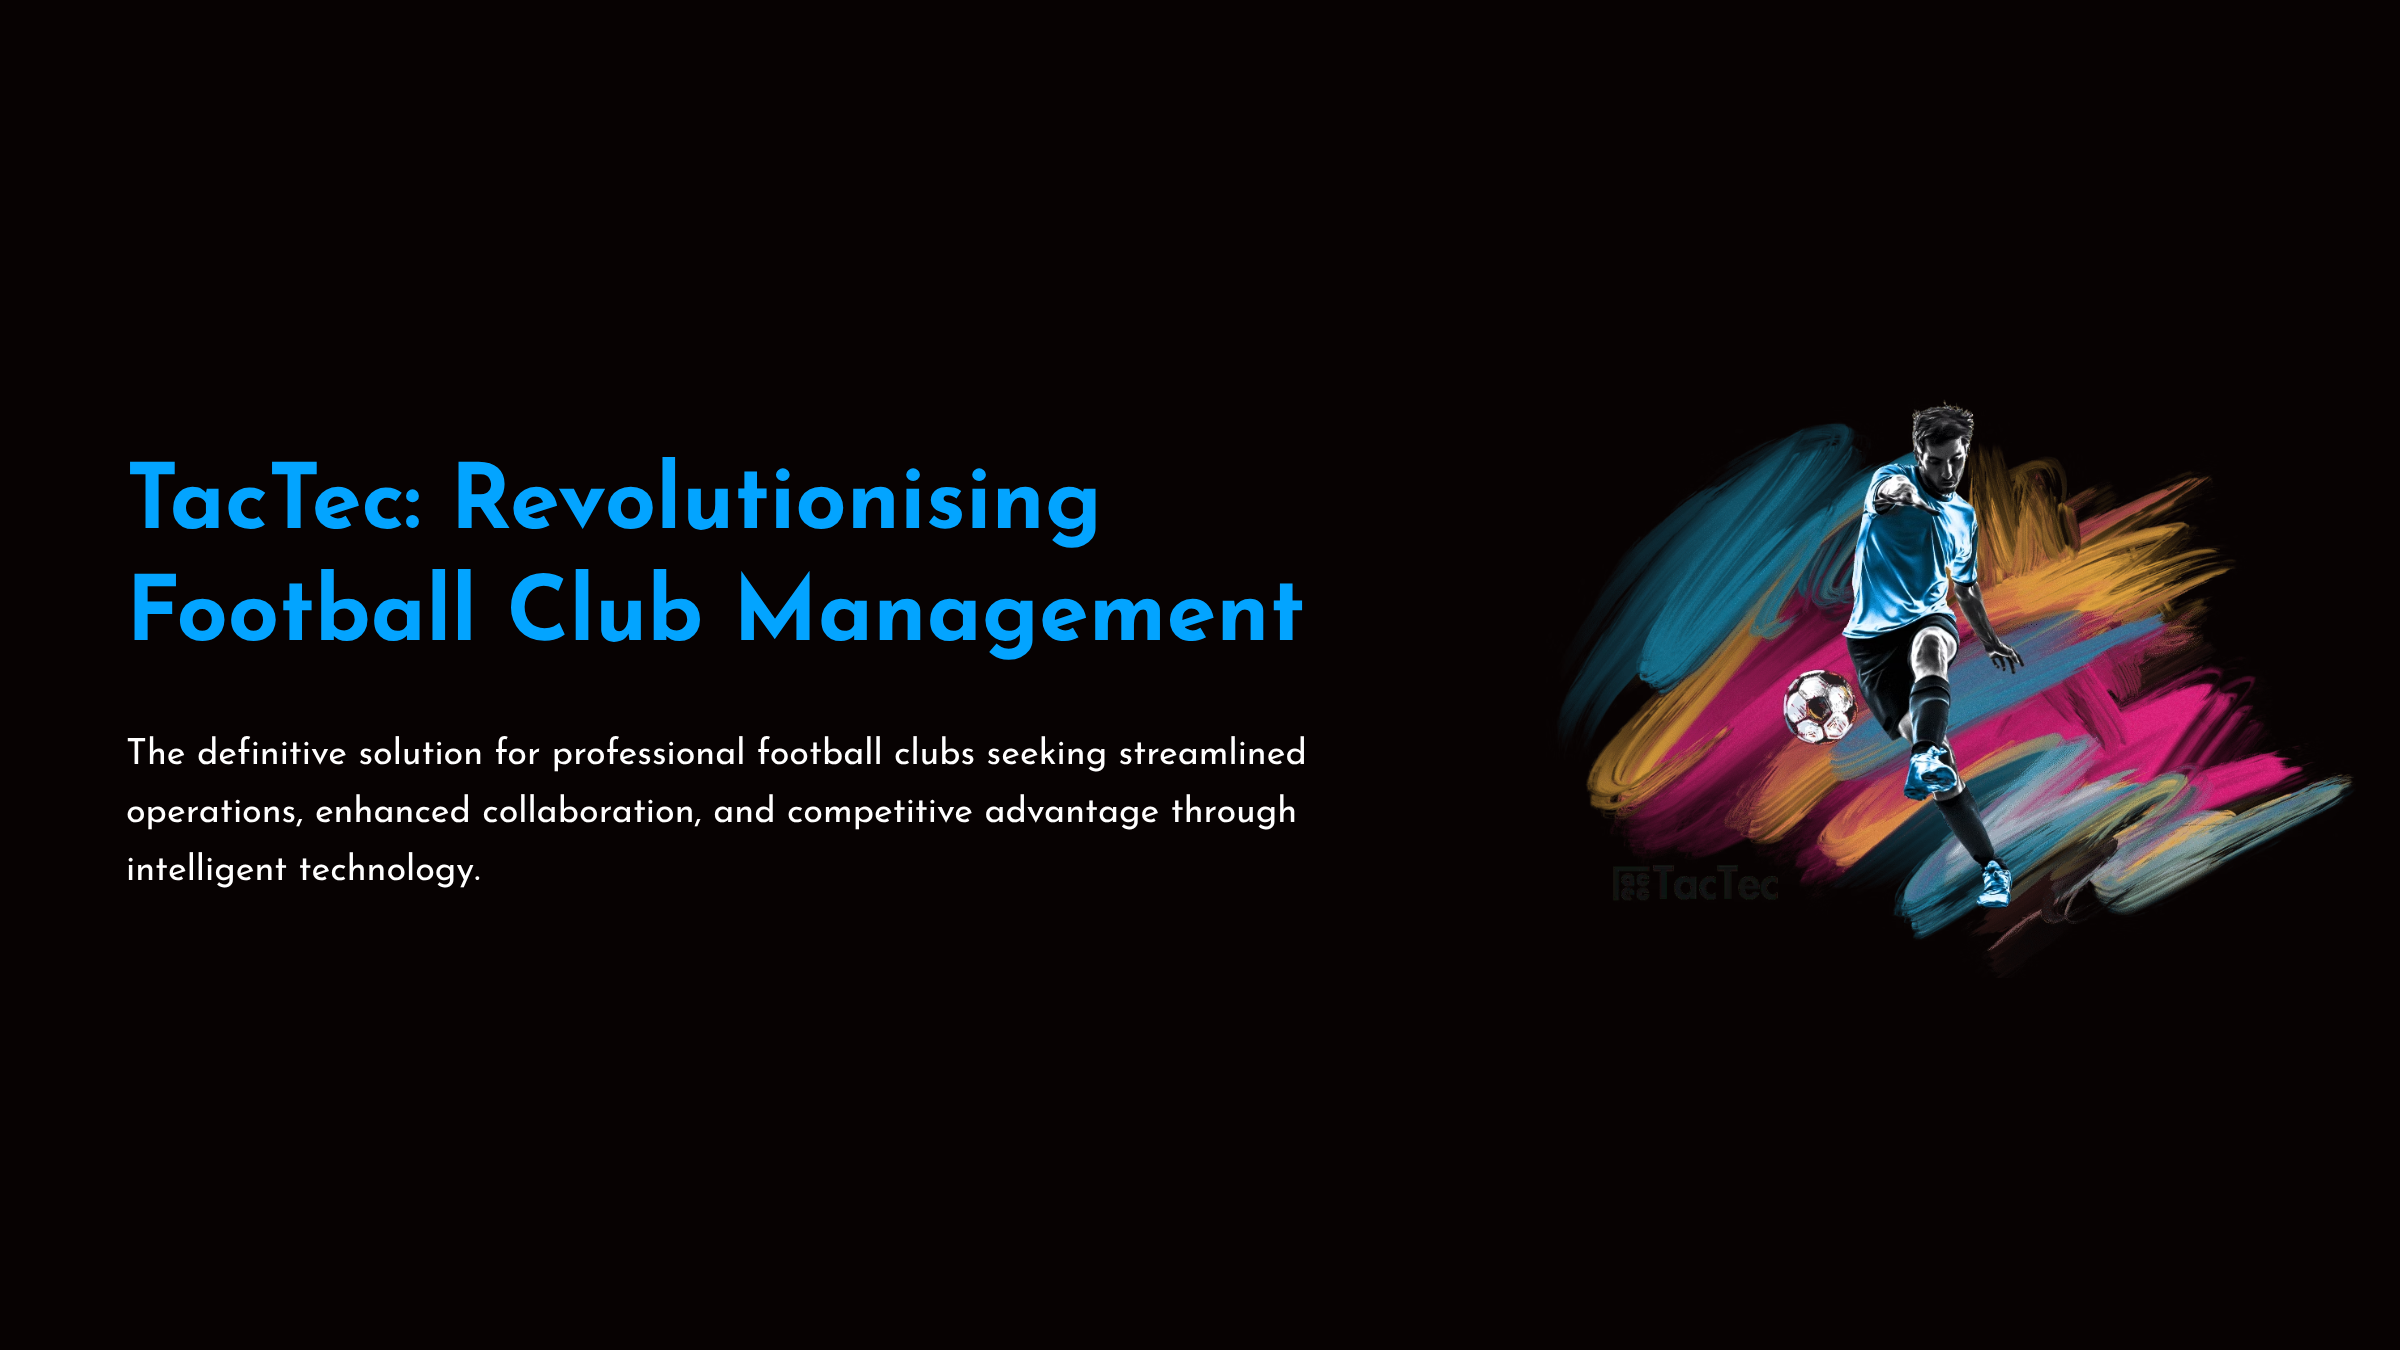 TacTec: Revolutionising
Football Club Management
The definitive solution for professional football clubs seeking streamlined
operations, enhanced collaboration, and competitive advantage through
intelligent technology.
TacTec